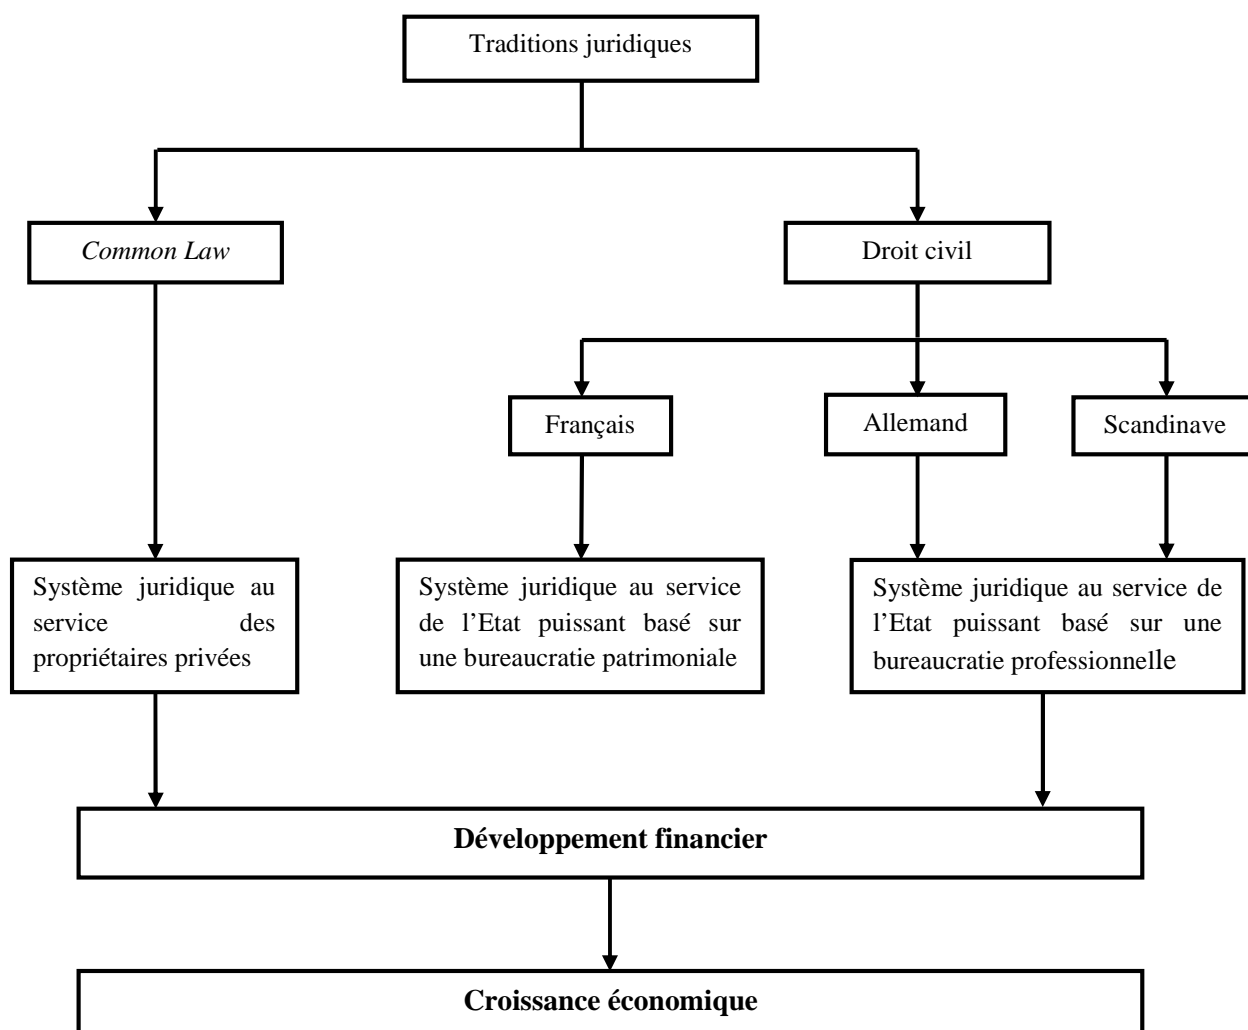 Traditions juridiques
Common Law
Droit civil
Français
Allemand
Scandinave
Système juridique au
service des
propriétaires privées
Système juridique au service
de l'Etat puissant basé sur
une bureaucratie patrimoniale
Système juridique au service de
l'Etat puissant basé sur une
bureaucratie professionnelle
Développement financier
Croissance économique